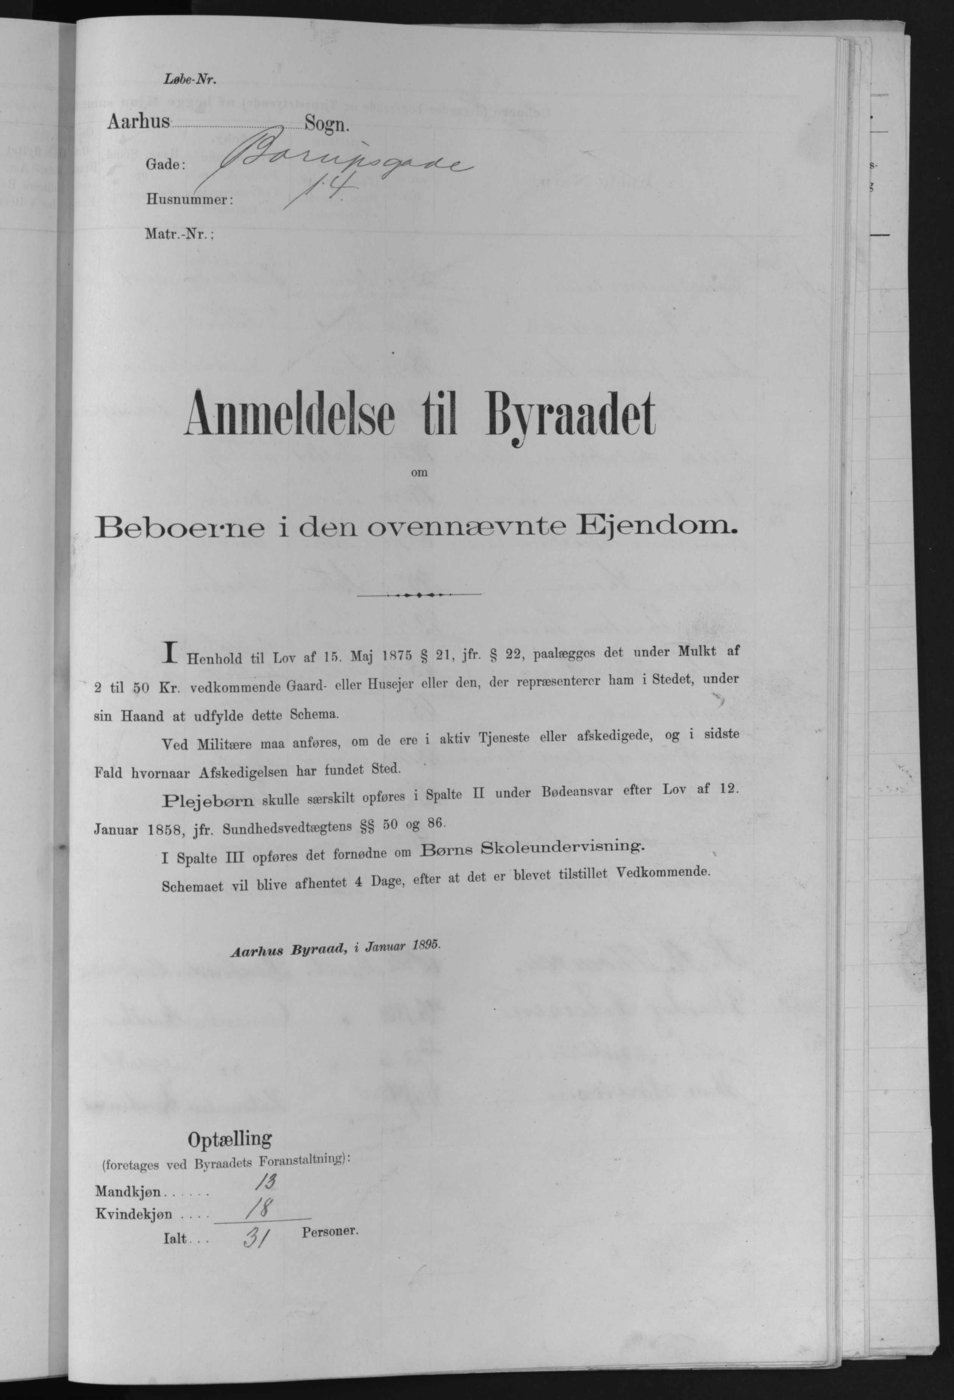 Løbe-Nr.
Aarhus Sogn.
Gade: Borupsgade
Husnummer: 14.
Matr.-Nr.:
Anmeldelse til Byraadet
om
Beboerne i den ovennævnte Ejendom.
I Henhold til Lov af 15. Maj 1875 § 21, jfr. § 22, paalægges det under Mulkt af
2 til 50 Kr. vedkommende Gaard- eller Husejer eller den, der repræsenterer ham i Stedet, under
sin Haand at udfylde dette Schema.
Ved Militære maa anføres, om de ere i aktiv Tjeneste eller afskedigede, og i sidste
Fald hvornaar Afskedigelsen har fundet Sted.
Plejebørn skulle særskilt opføres i Spalte II under Bødeansvar efter Lov af 12.
Januar 1858, jfr. Sundhedsvedtægtens §§ 50 og 86.
I Spalte III opføres det fornødne om Børns Skoleundervisning.
Schemaet vil blive afhentet 4 Dage, efter at det er blevet tilstillet Vedkommende.
Aarhus Byraad, i Januar 1895.
Optælling
(foretages ved Byraadets Foranstaltning):
Mandkjøn...... 13
Kvindekjøn .... 18
Ialt... 31 Personer.